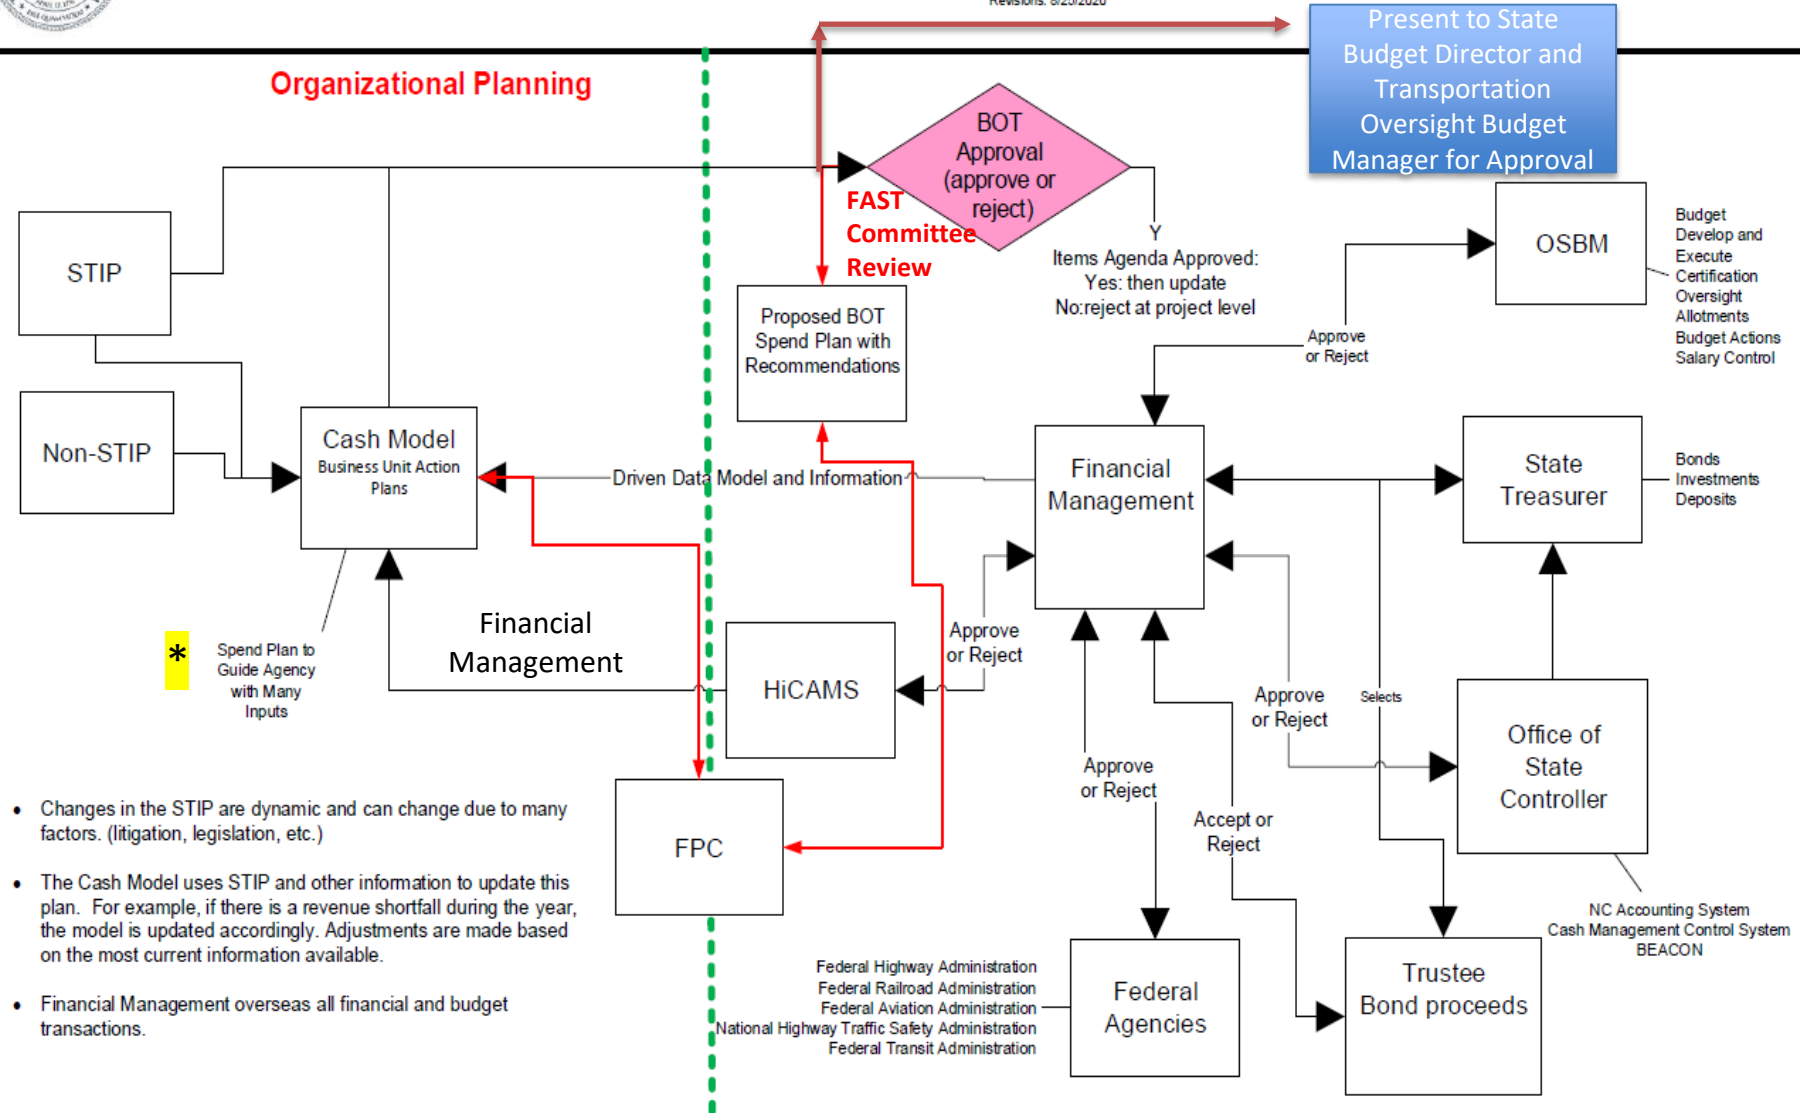 APRIL 12 1776
ESSE QUAM VIDERI
Revisions: 8/25/2020
Present to State
Budget Director and
Transportation
Oversight Budget
Manager for Approval
Organizational Planning
BOT
Approval
(approve or
reject)
FAST
Committee
Review
Y
Items Agenda Approved:
Yes: then update
No:reject at project level
STIP
OSBM
Budget
Develop and
Execute
Certification
Oversight
Allotments
Budget Actions
Salary Control
Proposed BOT
Spend Plan with
Recommendations
Approve
or Reject
Non-STIP
Cash Model
Business Unit Action
Plans
Driven Data Model and Information
Financial
Management
State
Treasurer
Bonds
Investments
Deposits
*
Spend Plan to
Guide Agency
with Many
Inputs
Financial
Management
HiCAMS
Approve
or Reject
Approve
or Reject
Selects
Office of
State
Controller
Approve
or Reject
Accept or
Reject
• Changes in the STIP are dynamic and can change due to many
factors. (litigation, legislation, etc.)
• The Cash Model uses STIP and other information to update this
plan. For example, if there is a revenue shortfall during the year,
the model is updated accordingly. Adjustments are made based
on the most current information available.
• Financial Management overseas all financial and budget
transactions.
FPC
NC Accounting System
Cash Management Control System
BEACON
Federal Highway Administration
Federal Railroad Administration
Federal Aviation Administration
National Highway Traffic Safety Administration
Federal Transit Administration
Federal
Agencies
Trustee
Bond proceeds